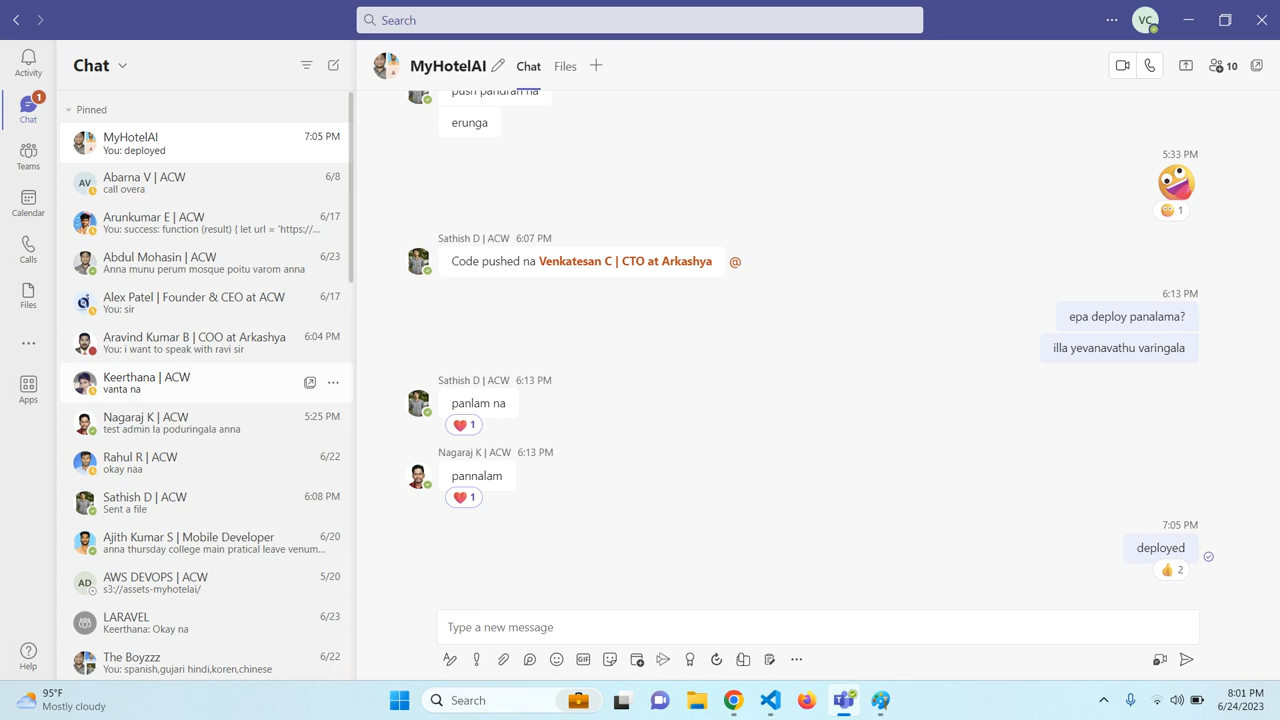 Search
VC
Activity
1
Chat
Teams
Calendar
Calls
Files
Apps
Help
Chat
Pinned
MyHotelAI 7:05 PM
You: deployed
AV
Abarna V | ACW 6/8
call overa
Arunkumar E | ACW 6/17
You: success: function (result) { let url = 'https://...
Abdul Mohasin | ACW 6/23
Anna munu perum mosque poitu varom anna
Alex Patel | Founder & CEO at ACW 6/17
You: sir
Aravind Kumar B | COO at Arkashya 6:04 PM
You: i want to speak with ravi sir
Keerthana | ACW
vanta na
Nagaraj K | ACW 5:25 PM
test admin la poduringala anna
Rahul R | ACW 6/22
okay naa
Sathish D | ACW 6:08 PM
Sent a file
Ajith Kumar S | Mobile Developer 6/20
anna thursday college main pratical leave venum...
AD
AWS DEVOPS | ACW 5/20
s3://assets-myhotelai/
LARAVEL 6/23
Keerthana: Okay na
The Boyzzz 6/22
You: spanish,gujari hindi,koren,chinese
MyHotelAI Chat Files 10
push pandran na
erunga
5:33 PM
1
Sathish D | ACW 6:07 PM
Code pushed na Venkatesan C | CTO at Arkashya @
6:13 PM
epa deploy panalama?
illa yevanavathu varingala
Sathish D | ACW 6:13 PM
panlam na
1
Nagaraj K | ACW 6:13 PM
pannalam
1
7:05 PM
deployed
2
Type a new message
GIF
95°F
Mostly cloudy
Search
8:01 PM
6/24/2023